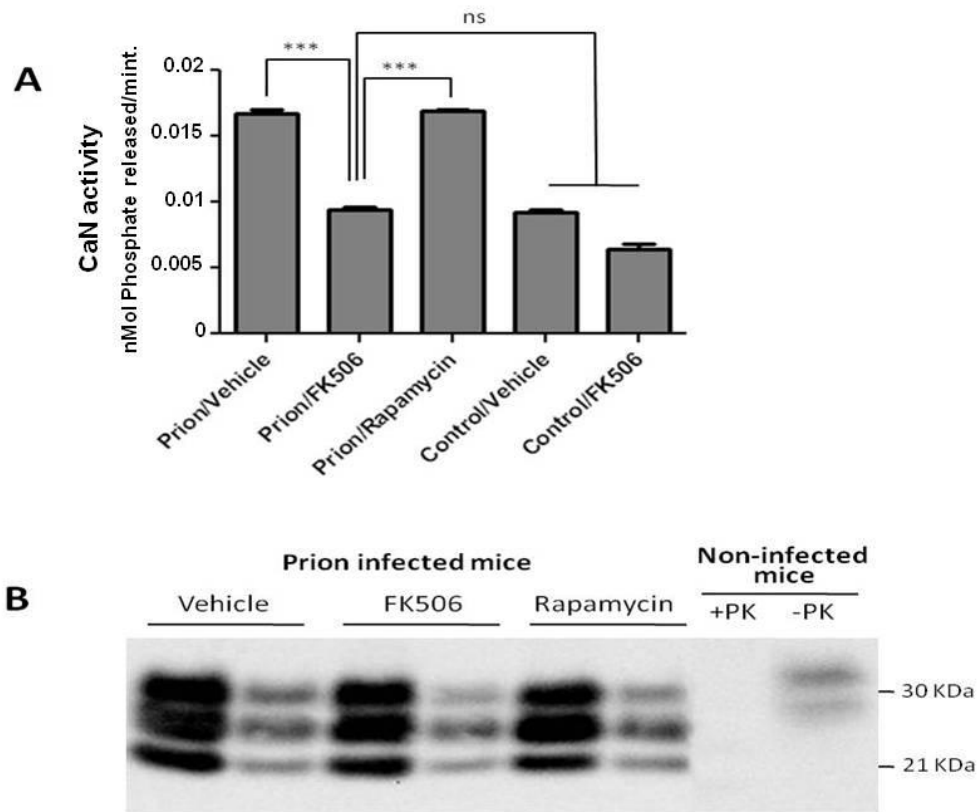 A
ns
***
***
CaN activity
nMol Phosphate released/mint.
0.02
0.015
0.01
0.005
0
Prion/Vehicle
Prion/FK506
Prion/Rapamycin
Control/Vehicle
Control/FK506
B
Prion infected mice
Non-infected
mice
Vehicle
FK506
Rapamycin
+PK
-PK
30 KDa
21 KDa